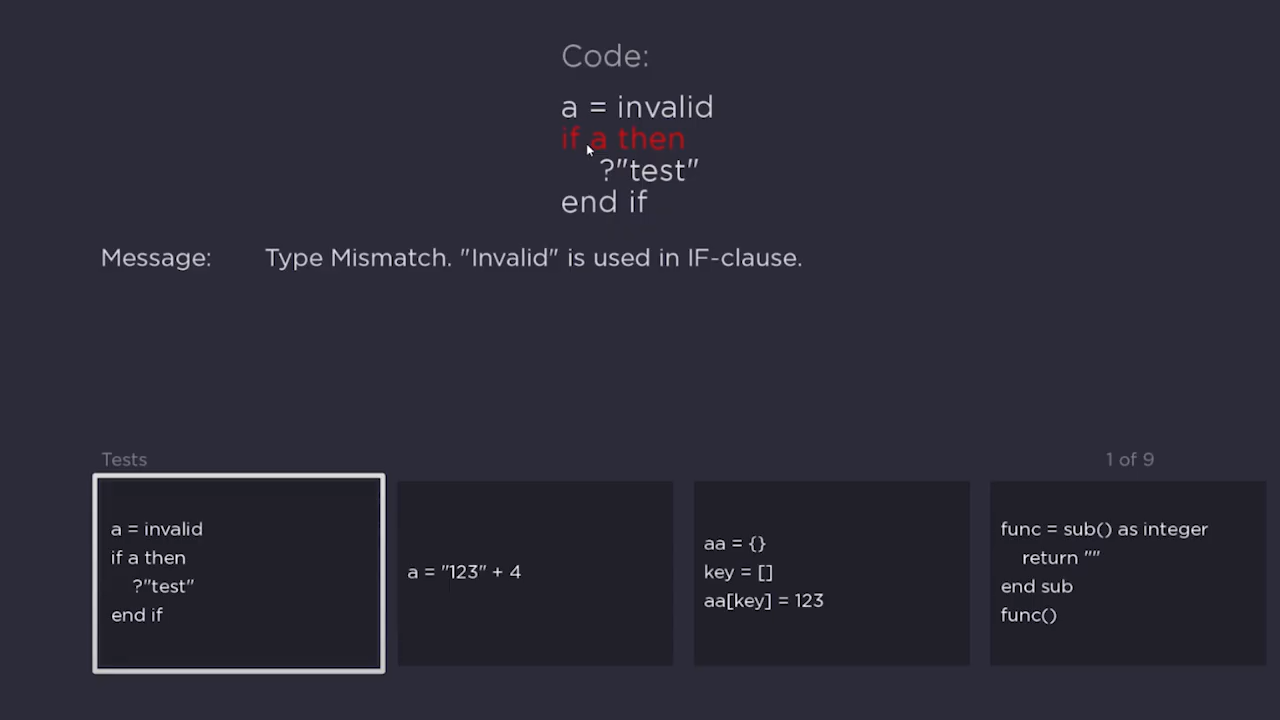 Code:
a = invalid
if a then
?"test"
end if
Message: Type Mismatch. "Invalid" is used in IF-clause.
Tests 1 of 9
a = invalid
if a then
?"test"
end if
a = "123" + 4
aa = {}
key = []
aa[key] = 123
func = sub() as integer
return ""
end sub
func()